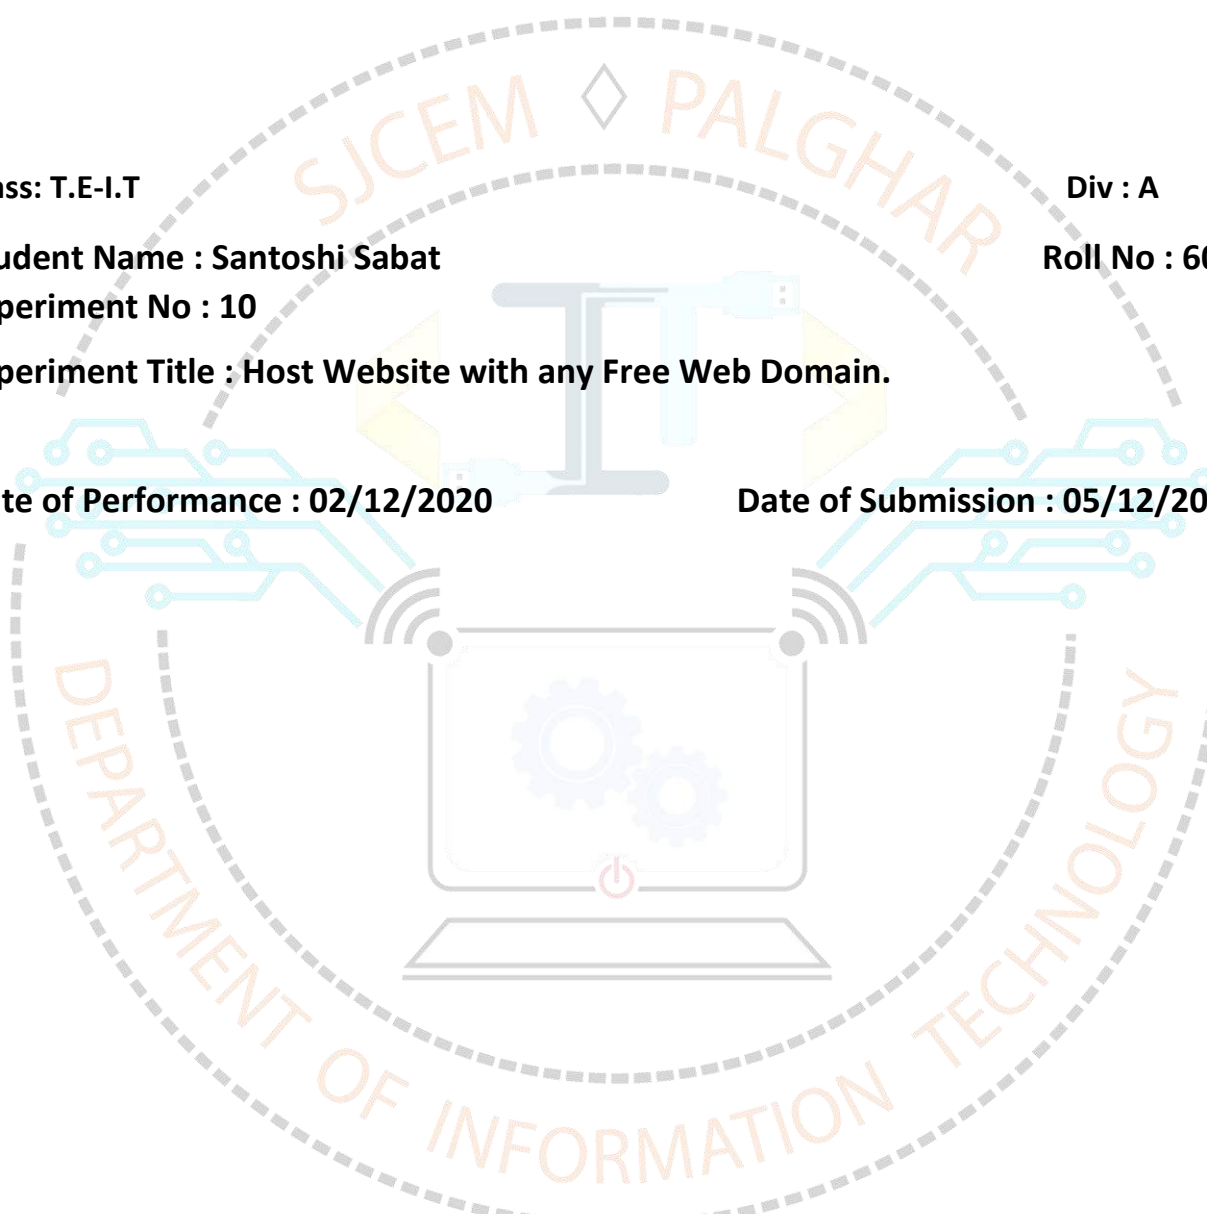 SJCEM ◊ PALGHAR
ass: T.E-I.T Div : A
udent Name : Santoshi Sabat Roll No : 60
periment No : 10
periment Title : Host Website with any Free Web Domain.
te of Performance : 02/12/2020 Date of Submission : 05/12/20
DEPARTMENT OF INFORMATION TECHNOLOGY